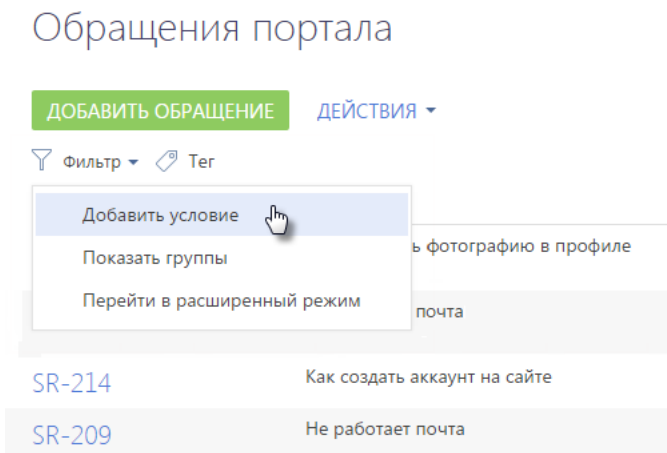 Обращения портала
ДОБАВИТЬ ОБРАЩЕНИЕ ДЕЙСТВИЯ
Фильтр Тег
Добавить условие
фотографию в профиле
Показать группы
Перейти в расширенный режим
почта
SR-214 Как создать аккаунт на сайте
SR-209 Не работает почта